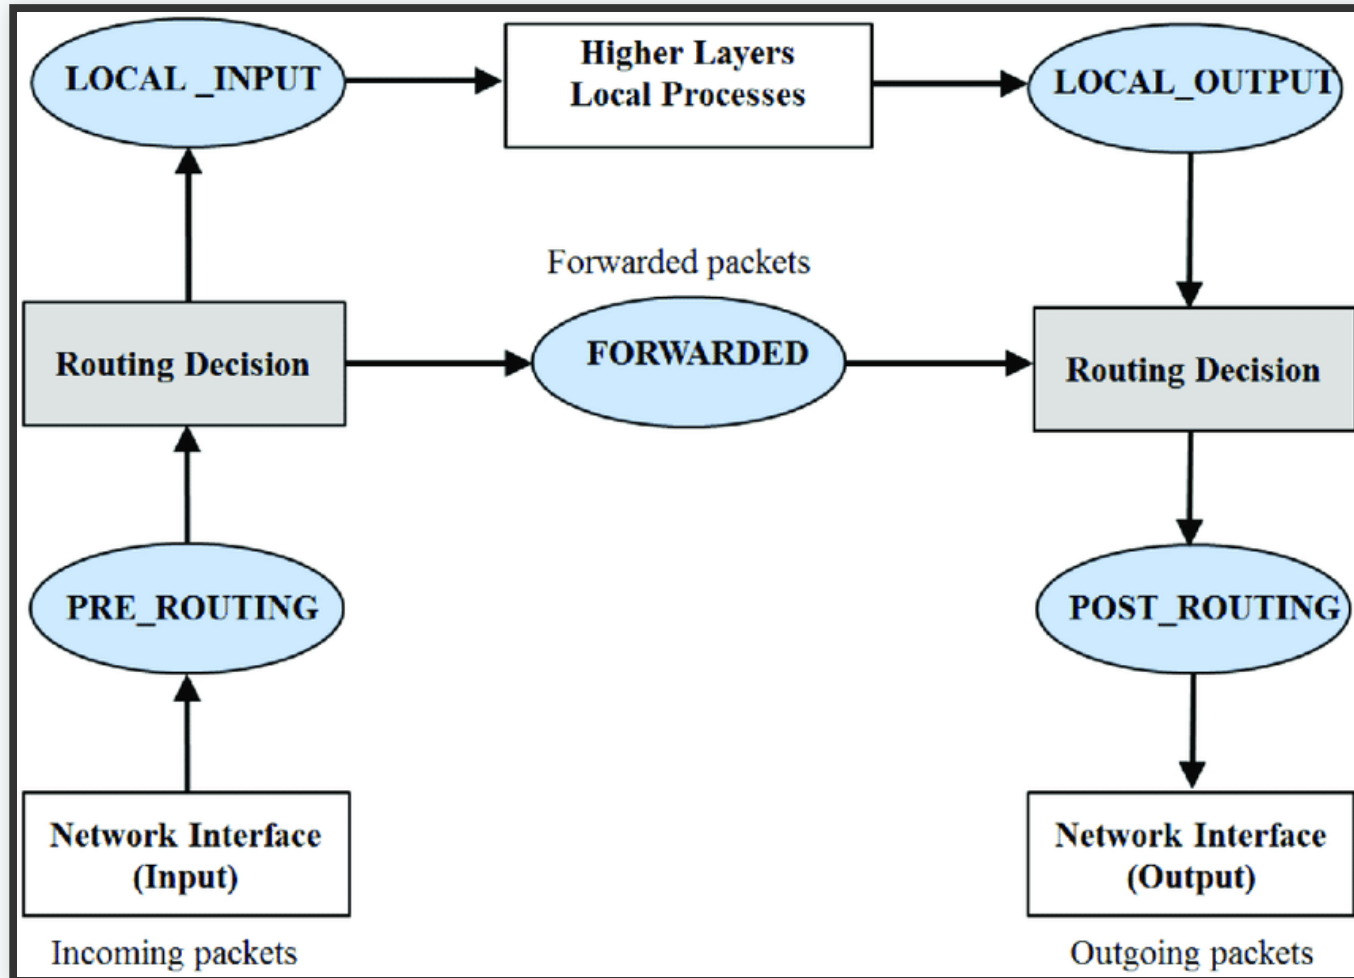 LOCAL _INPUT
Higher Layers
Local Processes
LOCAL_OUTPUT
Forwarded packets
Routing Decision
FORWARDED
Routing Decision
PRE_ROUTING
POST_ROUTING
Network Interface
(Input)
Network Interface
(Output)
Incoming packets
Outgoing packets